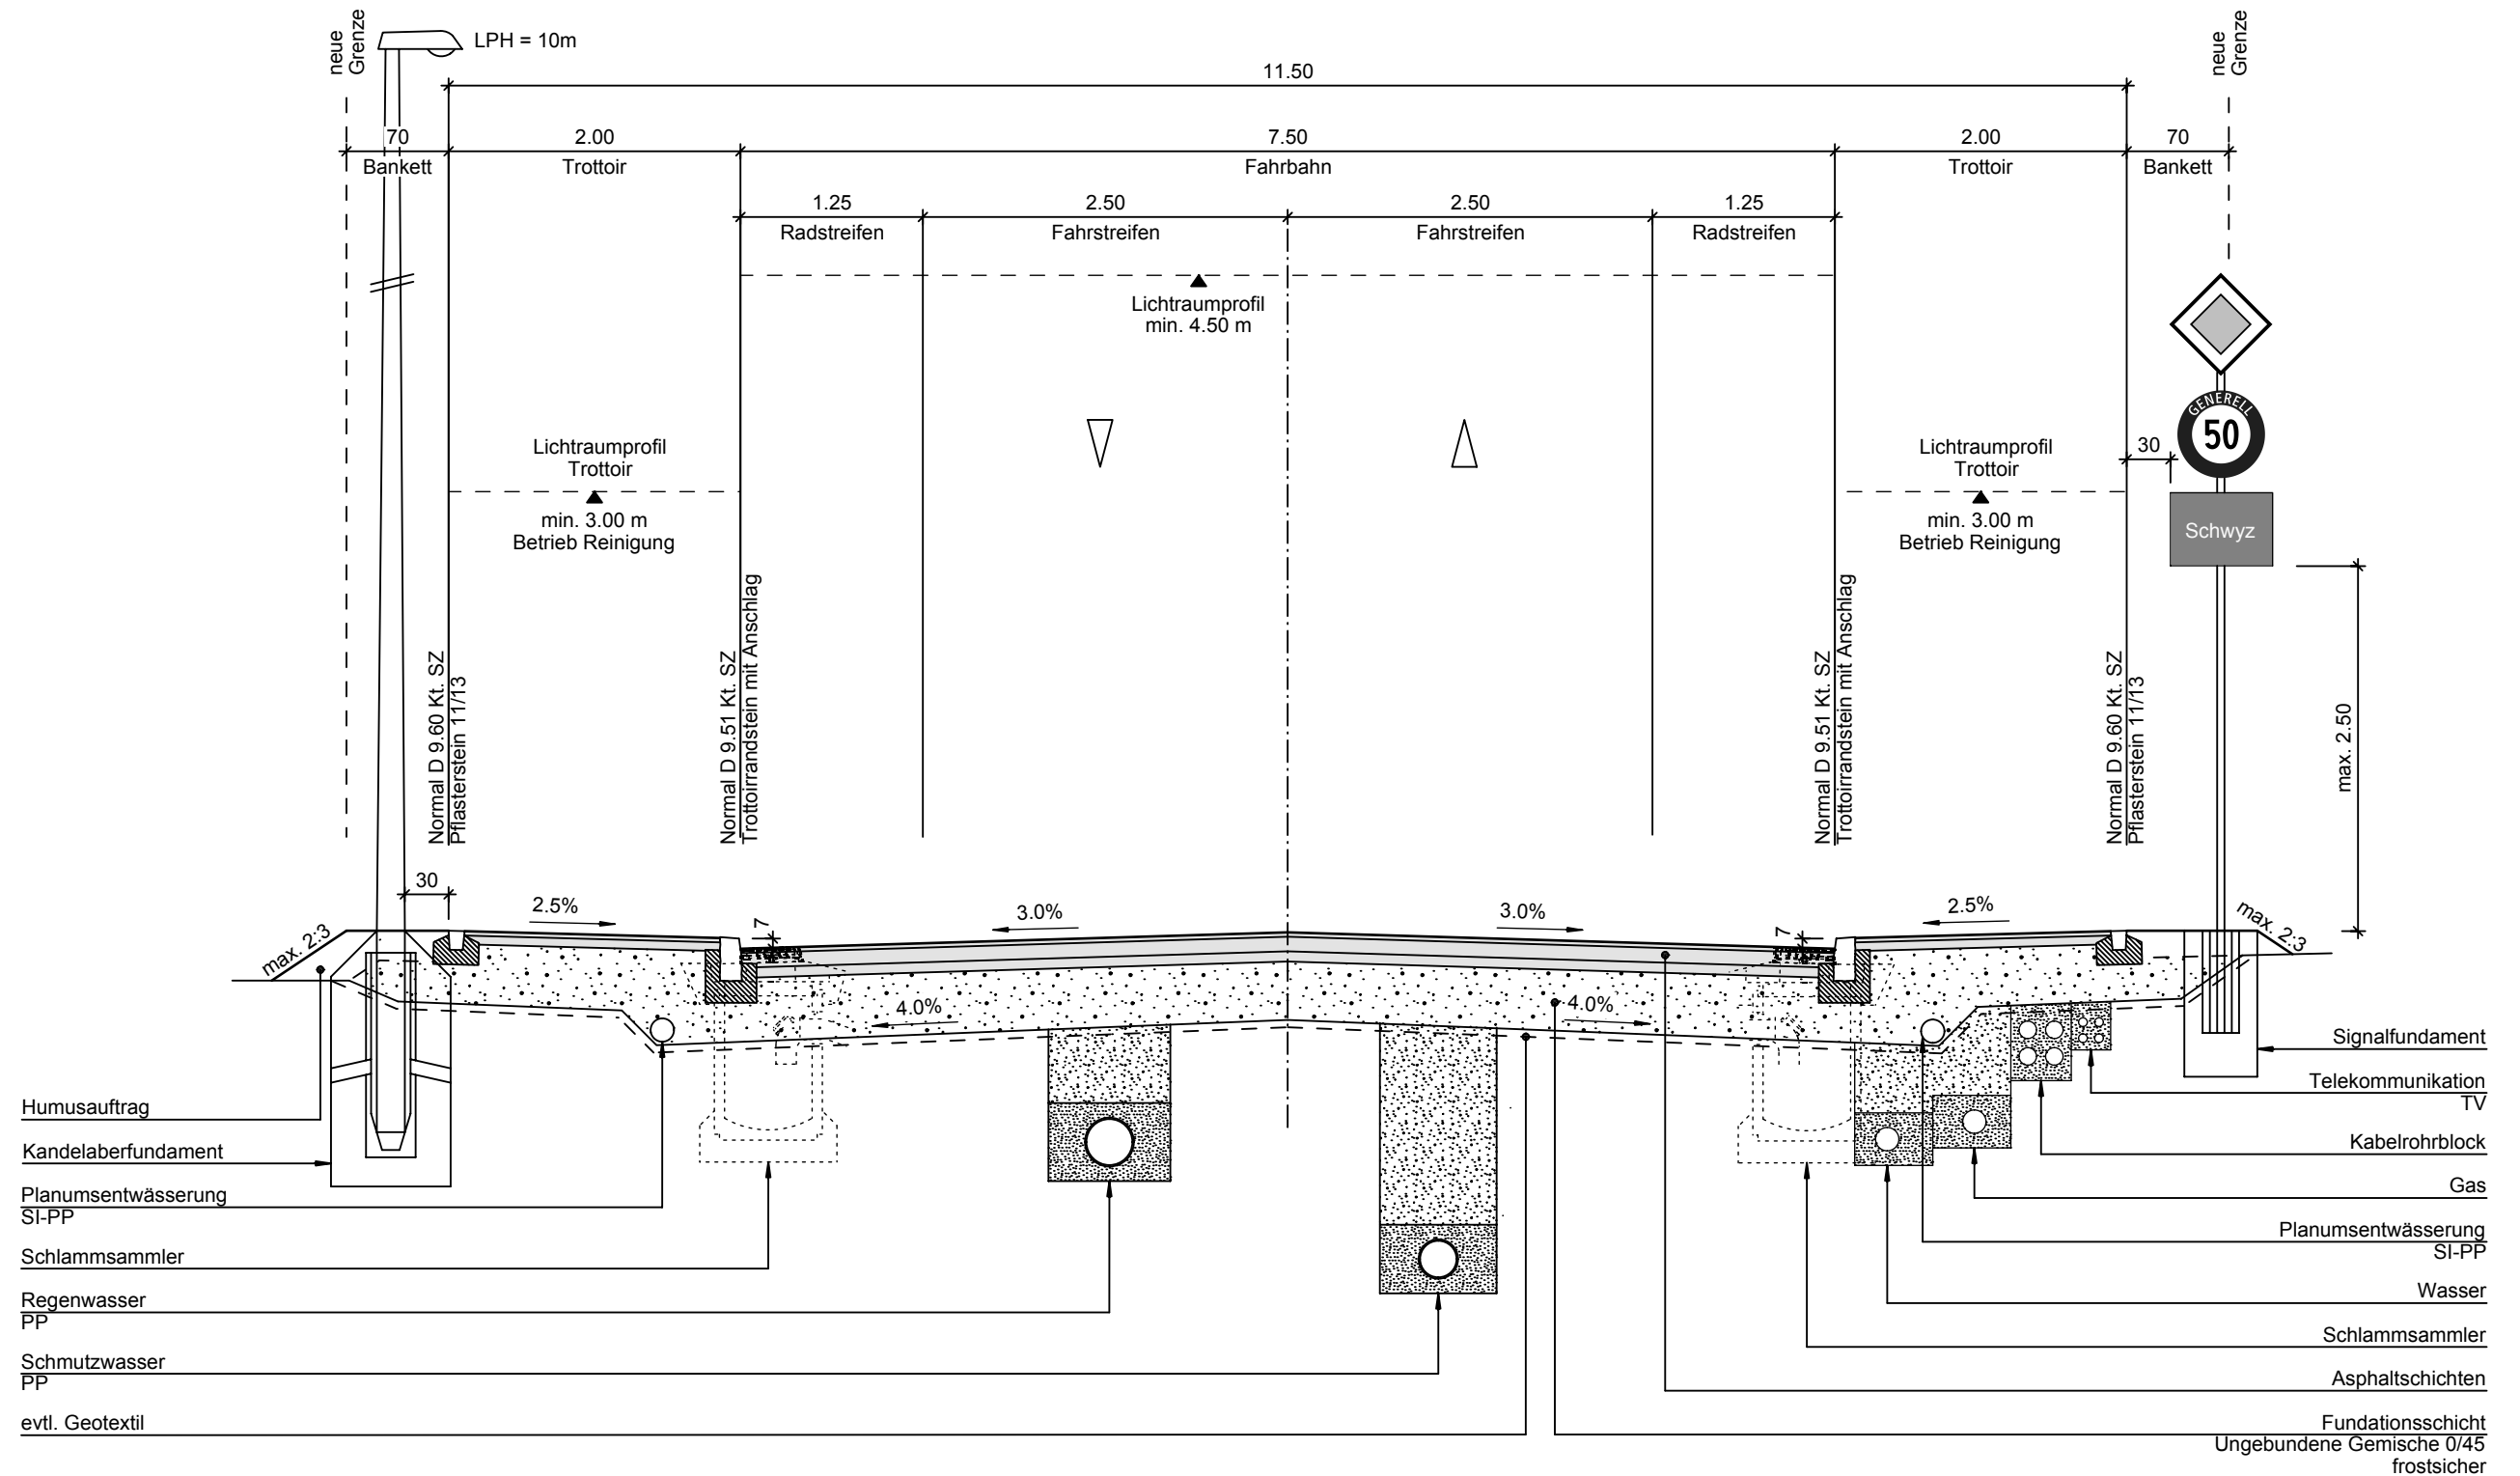 neue
Grenze
LPH = 10m
neue
Grenze
11.50
70
2.00
7.50
2.00
70
Bankett
Trottoir
Fahrbahn
Trottoir
Bankett
1.25
2.50
2.50
1.25
Radstreifen
Fahrstreifen
Fahrstreifen
Radstreifen
Lichtraumprofil
min. 4.50 m
GENERELL
50
Lichtraumprofil
Trottoir
min. 3.00 m
Betrieb Reinigung
Lichtraumprofil
Trottoir
min. 3.00 m
Betrieb Reinigung
30
Schwyz
Normal D 9.60 Kt. SZ
Pflasterstein 11/13
Normal D 9.51 Kt. SZ
Trottoirrandstein mit Anschlag
Normal D 9.51 Kt. SZ
Trottoirrandstein mit Anschlag
Normal D 9.60 Kt. SZ
Pflasterstein 11/13
max. 2.50
30
max. 2:3
2.5%
7
3.0%
3.0%
7
2.5%
max. 2:3
4.0%
4.0%
Humusauftrag
Kandelaberfundament
Planumsentwässerung
SI-PP
Schlammsammler
Regenwasser
PP
Schmutzwasser
PP
evtl. Geotextil
Signalfundament
Telekommunikation
TV
Kabelrohrblock
Gas
Planumsentwässerung
SI-PP
Wasser
Schlammsammler
Asphaltschichten
Fundationsschicht
Ungebundene Gemische 0/45
frostsicher